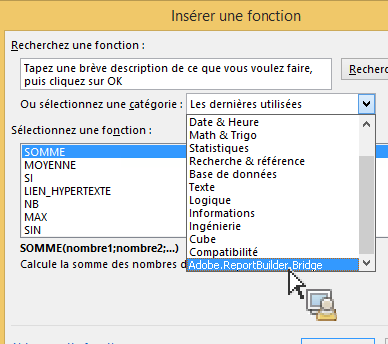 Insérer une fonction
Recherchez une fonction :
Tapez une brève description de ce que vous voulez faire,
puis cliquez sur OK
Recherc
Ou sélectionnez une catégorie :
Les dernières utilisées
Sélectionnez une fonction :
SOMME
MOYENNE
SI
LIEN_HYPERTEXTE
NB
MAX
SIN
Date & Heure
Math & Trigo
Statistiques
Recherche & référence
Base de données
Texte
Logique
Informations
Ingénierie
Cube
Compatibilité
Adobe.ReportBuilder.Bridge
SOMME(nombre1;nombre2;...)
Calcule la somme des nombres d